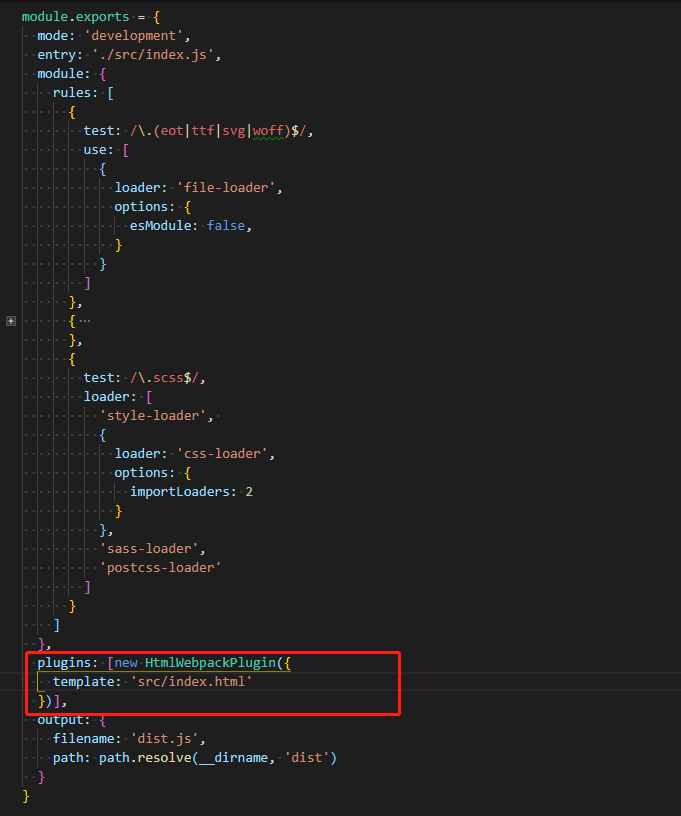 module.exports = {
mode: 'development',
entry: './src/index.js',
module: {
rules: [
{
test: /\.(eot|ttf|svg|woff)$/,
use: [
{
loader: 'file-loader',
options: {
esModule: false,
}
}
]
},
{ ...
},
{
test: /\.scss$/,
loader: [
'style-loader',
{
loader: 'css-loader',
options: {
importLoaders: 2
}
},
'sass-loader',
'postcss-loader'
]
}
]
},
plugins: [new HtmlWebpackPlugin({
template: 'src/index.html'
})],
output: {
filename: 'dist.js',
path: path.resolve(__dirname, 'dist')
}
}